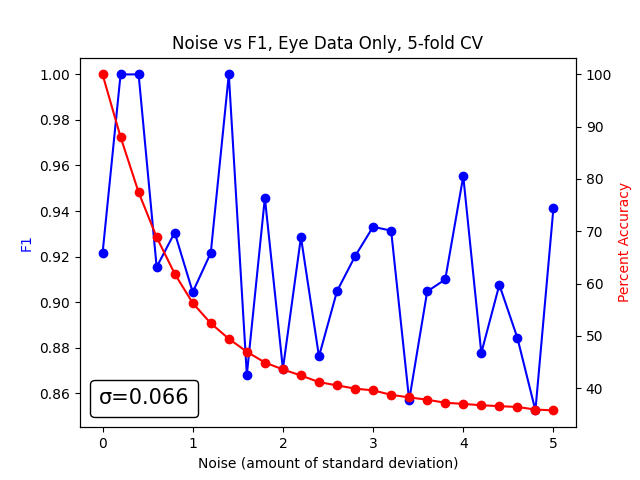 Noise vs F1, Eye Data Only, 5-fold CV
1.00
0.98
0.96
0.94
0.92
0.90
0.88
0.86
F1
100
90
80
70
60
50
40
Percent Accuracy
σ=0.066
0 1 2 3 4 5
Noise (amount of standard deviation)